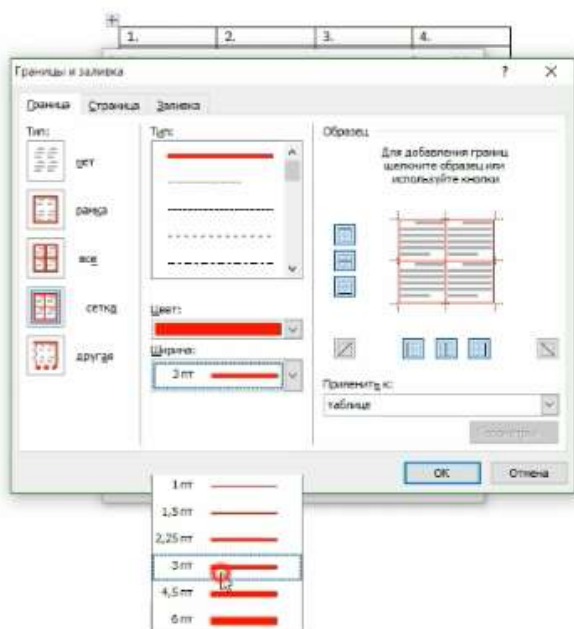 1. 2. 3. 4.
Границы и заливка ? ×
Граница Страница Заливка
Тип:
нет
рамка
все
сетка
другая
Тип:
Цвет:
Ширина:
3 пт
Образец
Для добавления границ
щелкните образец или
используйте кнопки
Применить к:
таблице
Параметры...
ОК Отмена
1 пт
1,5 пт
2,25 пт
3 пт
4,5 пт
6 пт